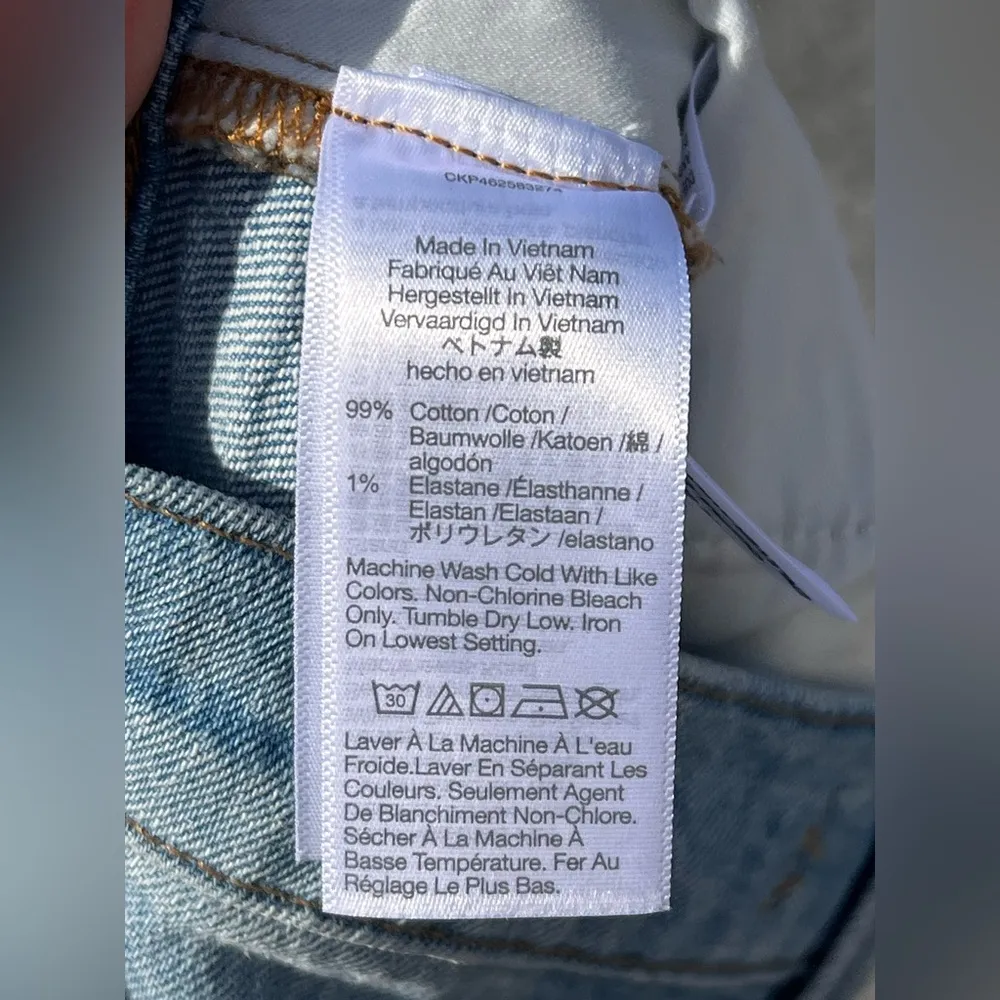 Made In Vietnam
Fabriqué Au Viêt Nam
Hergestellt In Vietnam
Vervaardigd In Vietnam
ベトナム製
hecho en vietnam
99% Cotton /Coton /
Baumwolle /Katoen /綿 /
algodón
1% Elastane /Élasthanne /
Elastan /Elastaan /
ポリウレタン /elastano
Machine Wash Cold With Like
Colors. Non-Chlorine Bleach
Only. Tumble Dry Low. Iron
On Lowest Setting.
30
Laver À La Machine À L'eau
Froide.Laver En Séparant Les
Couleurs. Seulement Agent
De Blanchiment Non-Chlore.
Sécher À La Machine À
Basse Température. Fer Au
Réglage Le Plus Bas.